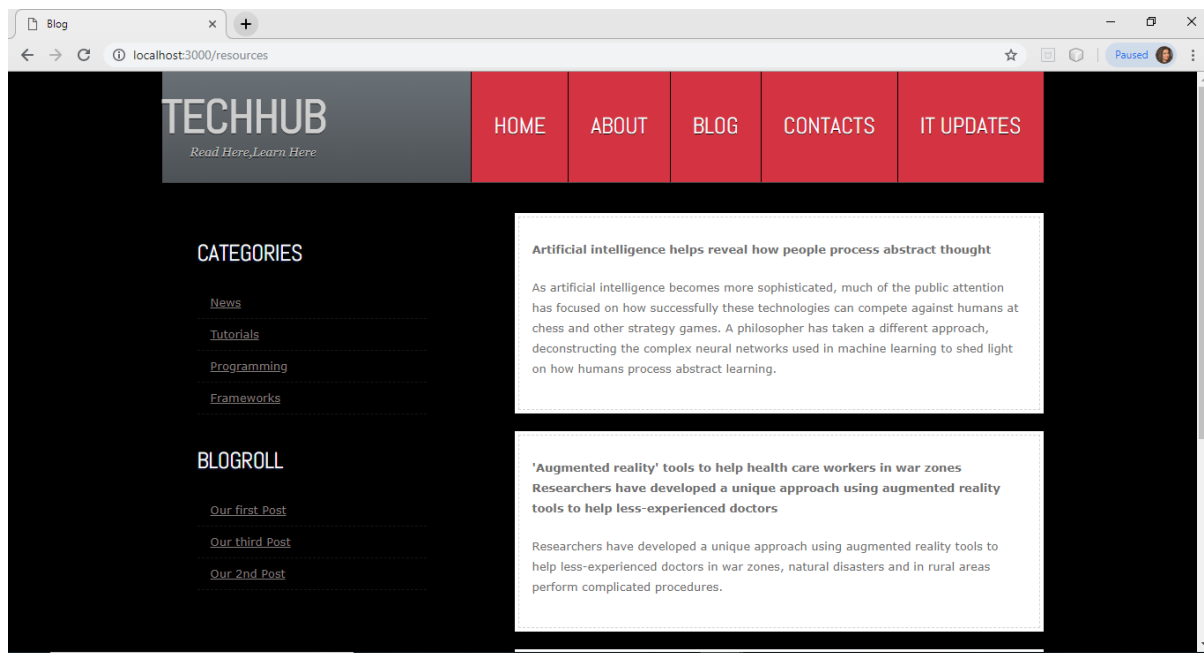 Blog
localhost:3000/resources
Paused
TECHHUB
Read Here,Learn Here
HOME
ABOUT
BLOG
CONTACTS
IT UPDATES
CATEGORIES
News
Tutorials
Programming
Frameworks
BLOGROLL
Our first Post
Our third Post
Our 2nd Post
Artificial intelligence helps reveal how people process abstract thought
As artificial intelligence becomes more sophisticated, much of the public attention
has focused on how successfully these technologies can compete against humans at
chess and other strategy games. A philosopher has taken a different approach,
deconstructing the complex neural networks used in machine learning to shed light
on how humans process abstract learning.
'Augmented reality' tools to help health care workers in war zones
Researchers have developed a unique approach using augmented reality
tools to help less-experienced doctors
Researchers have developed a unique approach using augmented reality tools to
help less-experienced doctors in war zones, natural disasters and in rural areas
perform complicated procedures.